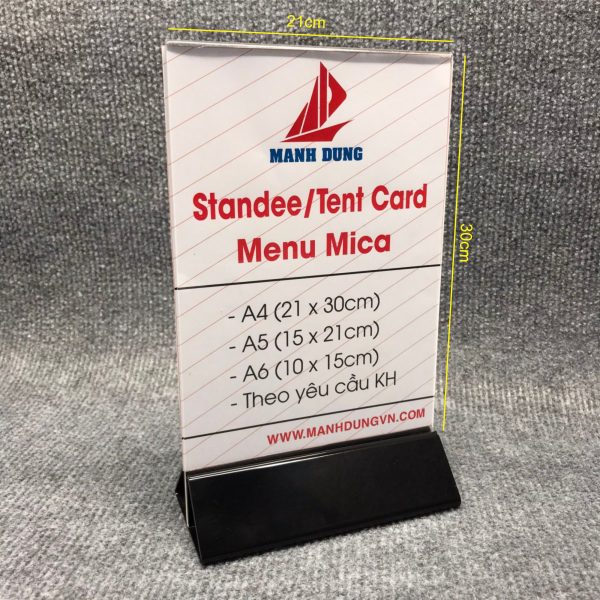 21cm
30cm
MANH DUNG
Standee/Tent Card
Menu Mica
- A4 (21 x 30cm)
- A5 (15 x 21cm)
- A6 (10 x 15cm)
- Theo yêu cầu KH
WWW.MANHDUNGVN.COM